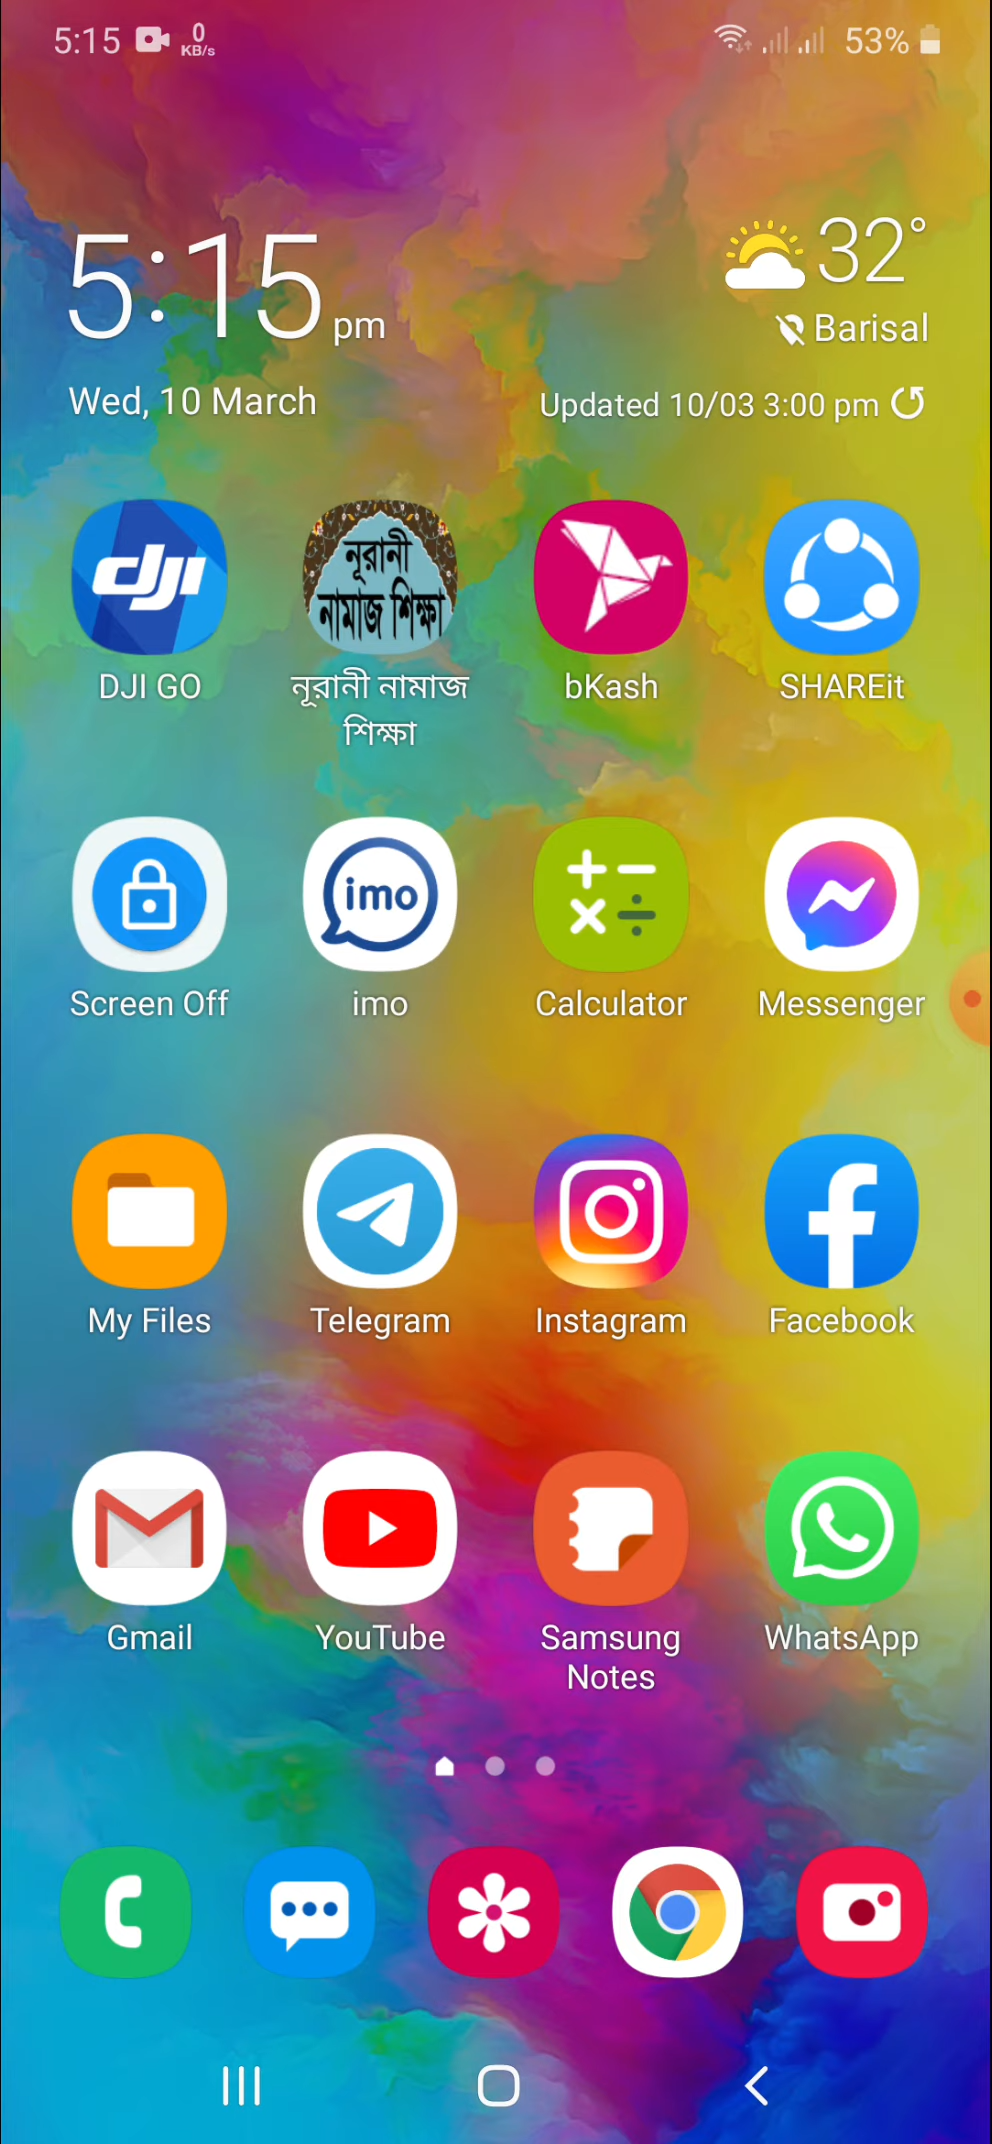 5:15 0 KB/s 53%
5:15 pm
32°
Barisal
Wed, 10 March
Updated 10/03 3:00 pm
dji
নূরানী
নামাজ শিক্ষা
DJI GO
নূরানী নামাজ
শিক্ষা
bKash
SHAREit
imo
Screen Off
imo
Calculator
Messenger
My Files
Telegram
Instagram
Facebook
Gmail
YouTube
Samsung
Notes
WhatsApp